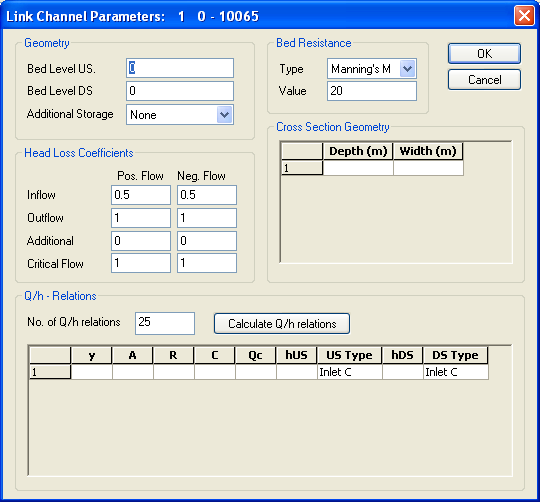 Link Channel Parameters: 1 0 - 10065
Geometry
Bed Level US. 0
Bed Level DS 0
Additional Storage None
Bed Resistance
Type Manning's M
Value 20
OK
Cancel
Head Loss Coefficients
Pos. Flow Neg. Flow
Inflow 0.5 0.5
Outflow 1 1
Additional 0 0
Critical Flow 1 1
Cross Section Geometry
Depth (m) Width (m)
1
Q/h - Relations
No. of Q/h relations 25 Calculate Q/h relations
y A R C Qc hUS US Type hDS DS Type
1 Inlet C Inlet C